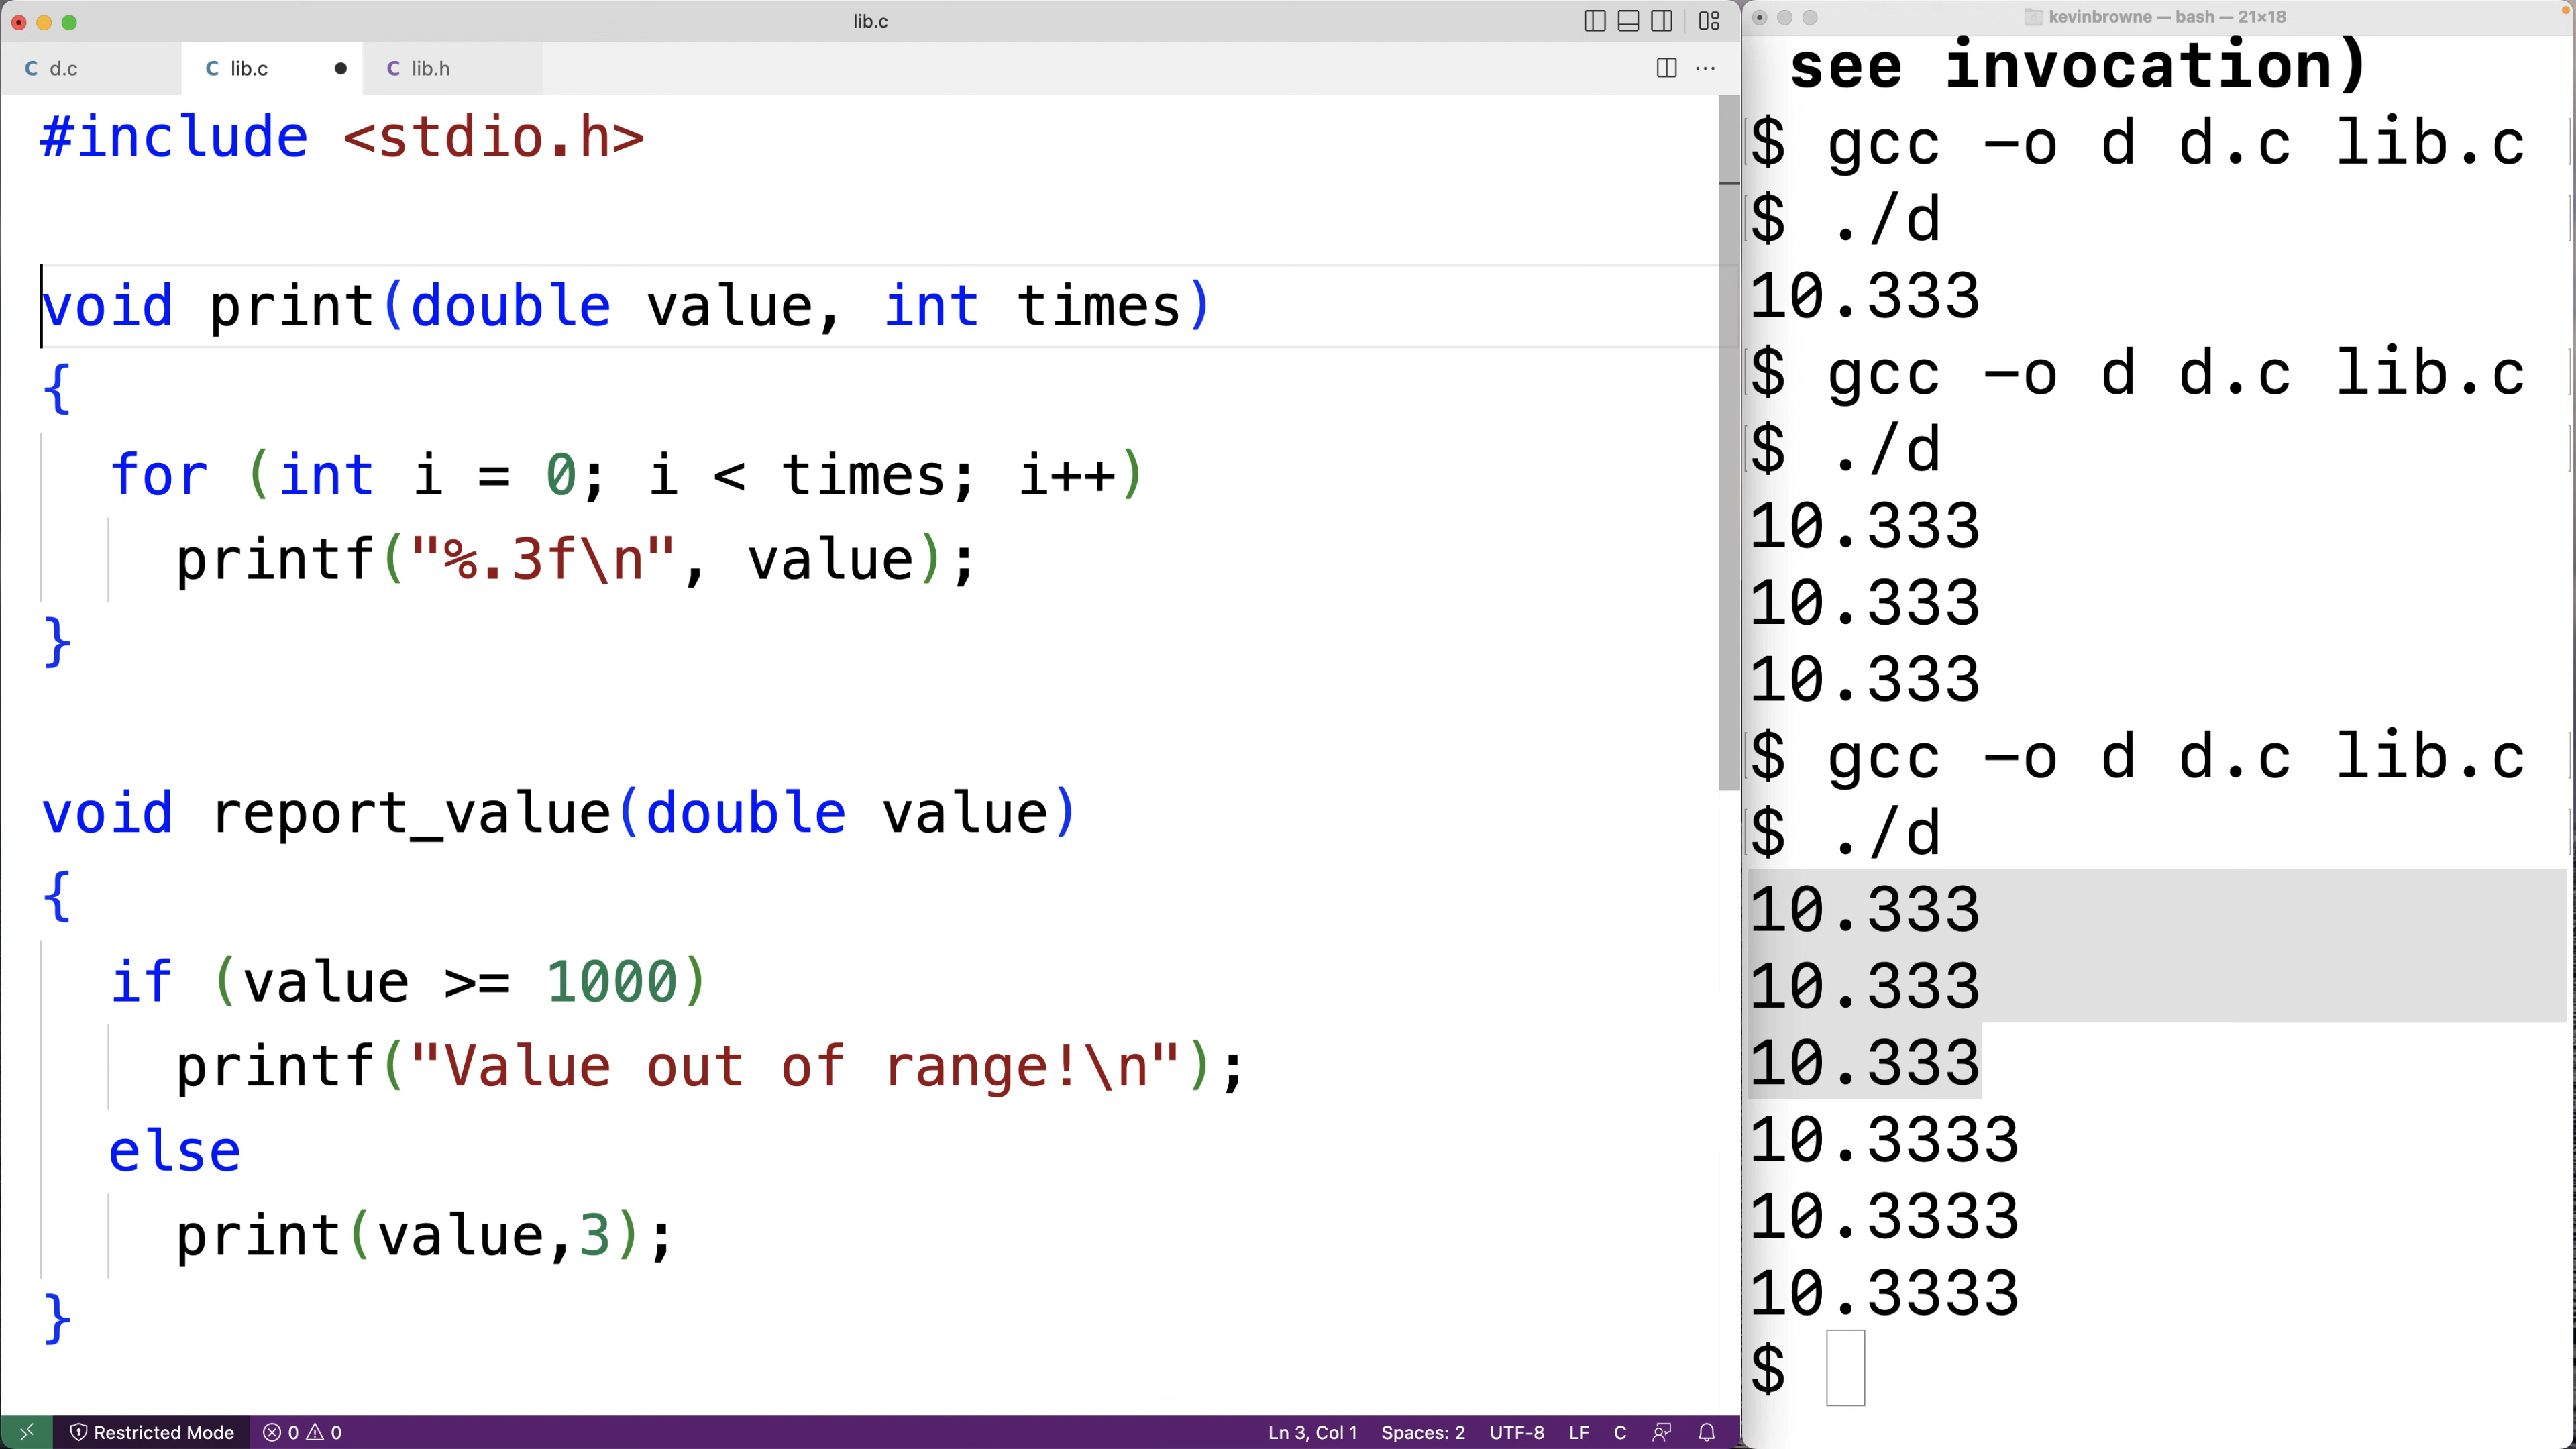 lib.c
C d.c
C lib.c
C lib.h
#include <stdio.h>
void print(double value, int times)
{
for (int i = 0; i < times; i++)
printf("%.3f\n", value);
}
void report_value(double value)
{
if (value >= 1000)
printf("Value out of range!\n");
else
print(value,3);
}
Restricted Mode 0 0 Ln 3, Col 1 Spaces: 2 UTF-8 LF C
kevinbrowne — bash — 21×18
see invocation)
$ gcc -o d d.c lib.c
$ ./d
10.333
$ gcc -o d d.c lib.c
$ ./d
10.333
10.333
10.333
$ gcc -o d d.c lib.c
$ ./d
10.333
10.333
10.333
10.3333
10.3333
10.3333
$